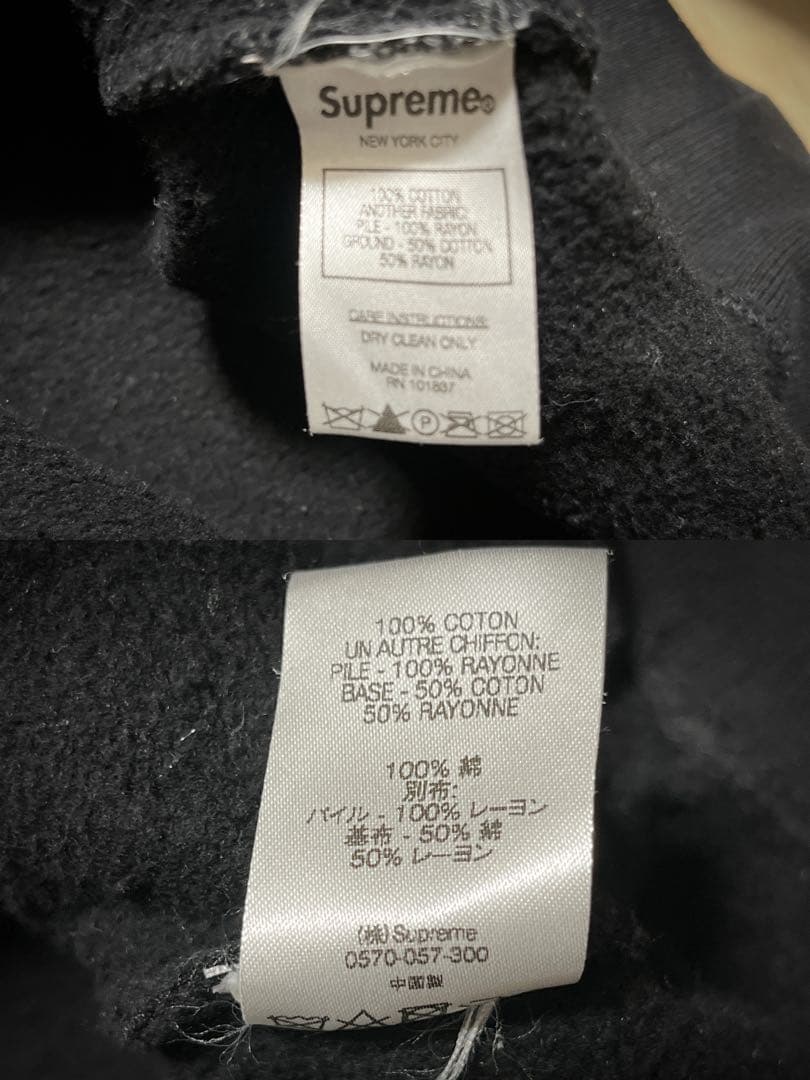 Supreme®
NEW YORK CITY
100% COTTON
ANOTHER FABRIC:
PILE - 100% RAYON
GROUND - 50% COTTON
50% RAYON
CARE INSTRUCTIONS:
DRY CLEAN ONLY
MADE IN CHINA
RN 101837
P
100% COTON
UN AUTRE CHIFFON:
PILE - 100% RAYONNE
BASE - 50% COTON
50% RAYONNE
100% 綿
別布:
パイル - 100% レーヨン
基布 - 50% 綿
50% レーヨン
(株)Supreme
0570-057-300
中国製